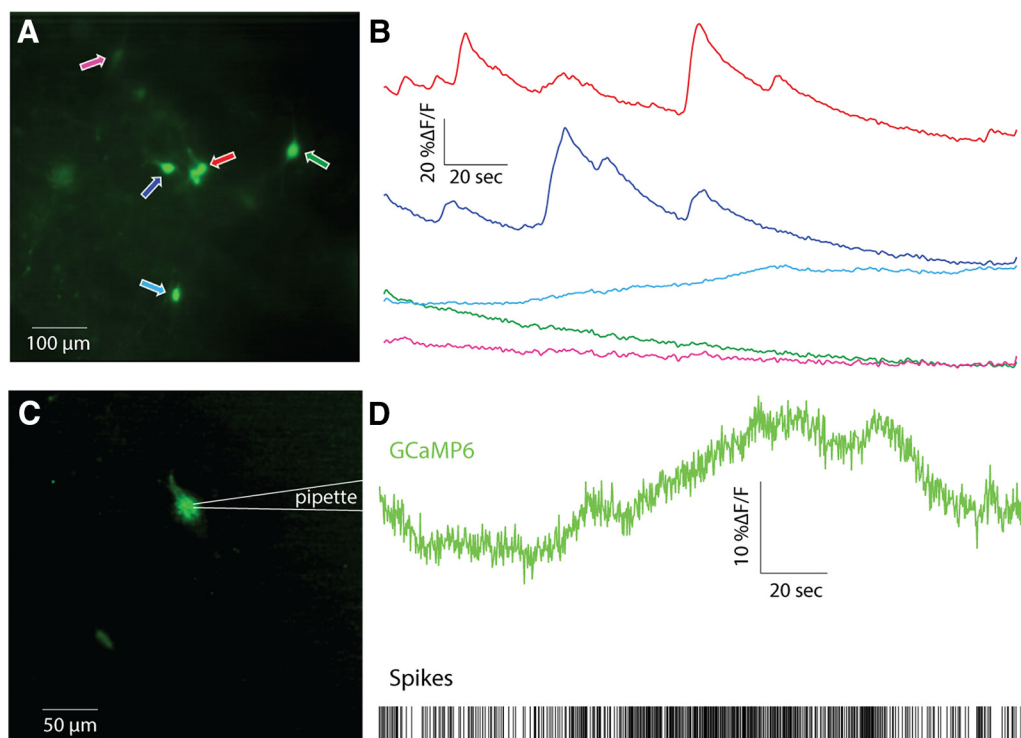 A
100 μm
B
20 %ΔF/F
20 sec
C
pipette
50 μm
D
GCaMP6
10 %ΔF/F
20 sec
Spikes